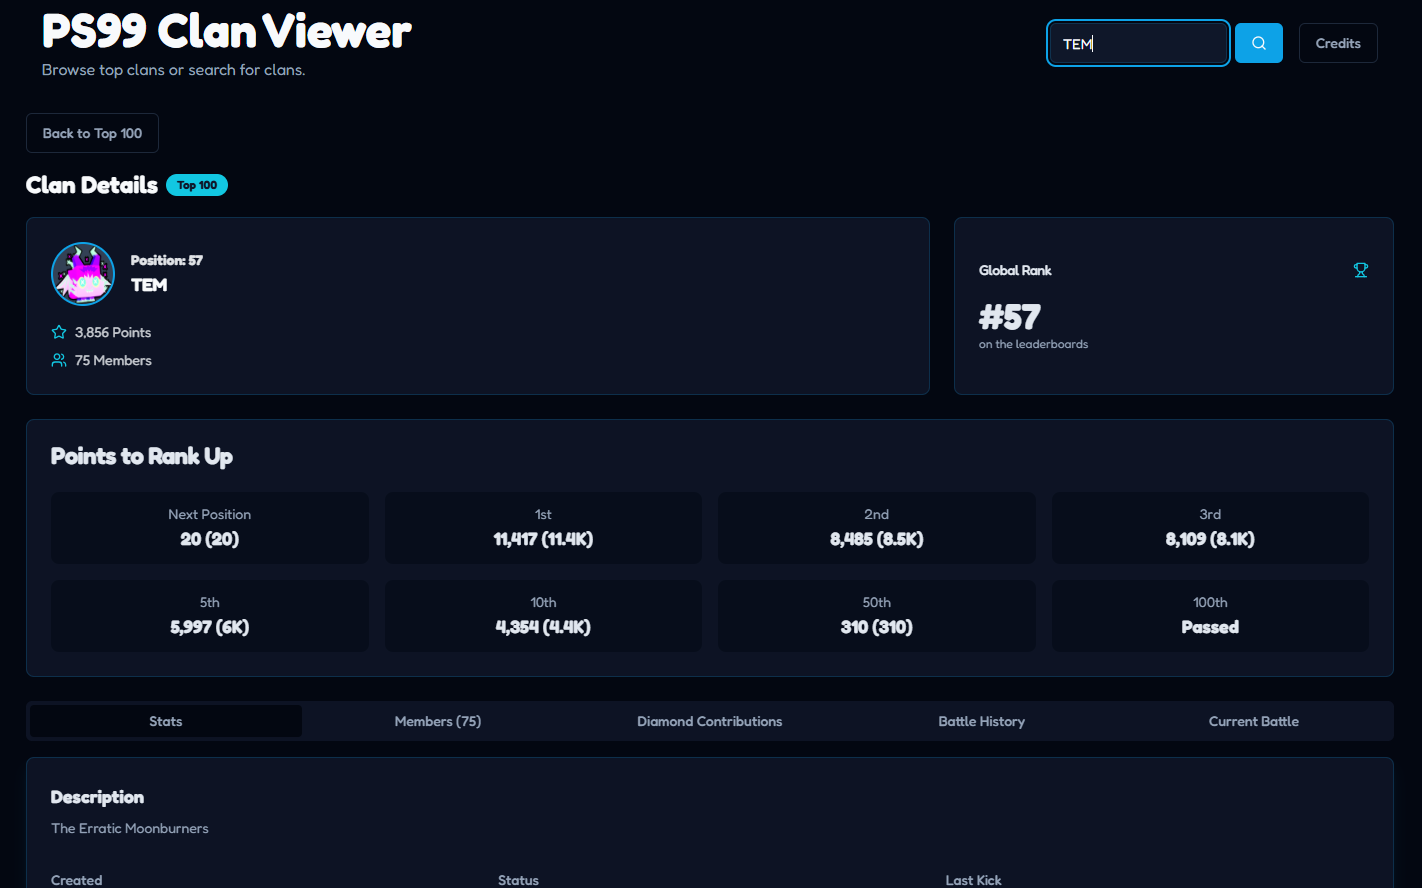 PS99 Clan Viewer
Browse top clans or search for clans.
TEM
Credits
Back to Top 100
Clan Details
Top 100
Position: 57
TEM
3,856 Points
75 Members
Global Rank
#57
on the leaderboards
Points to Rank Up
Next Position
20 (20)
1st
11,417 (11.4K)
2nd
8,485 (8.5K)
3rd
8,109 (8.1K)
5th
5,997 (6K)
10th
4,354 (4.4K)
50th
310 (310)
100th
Passed
Stats
Members (75)
Diamond Contributions
Battle History
Current Battle
Description
The Erratic Moonburners
Created
Status
Last Kick